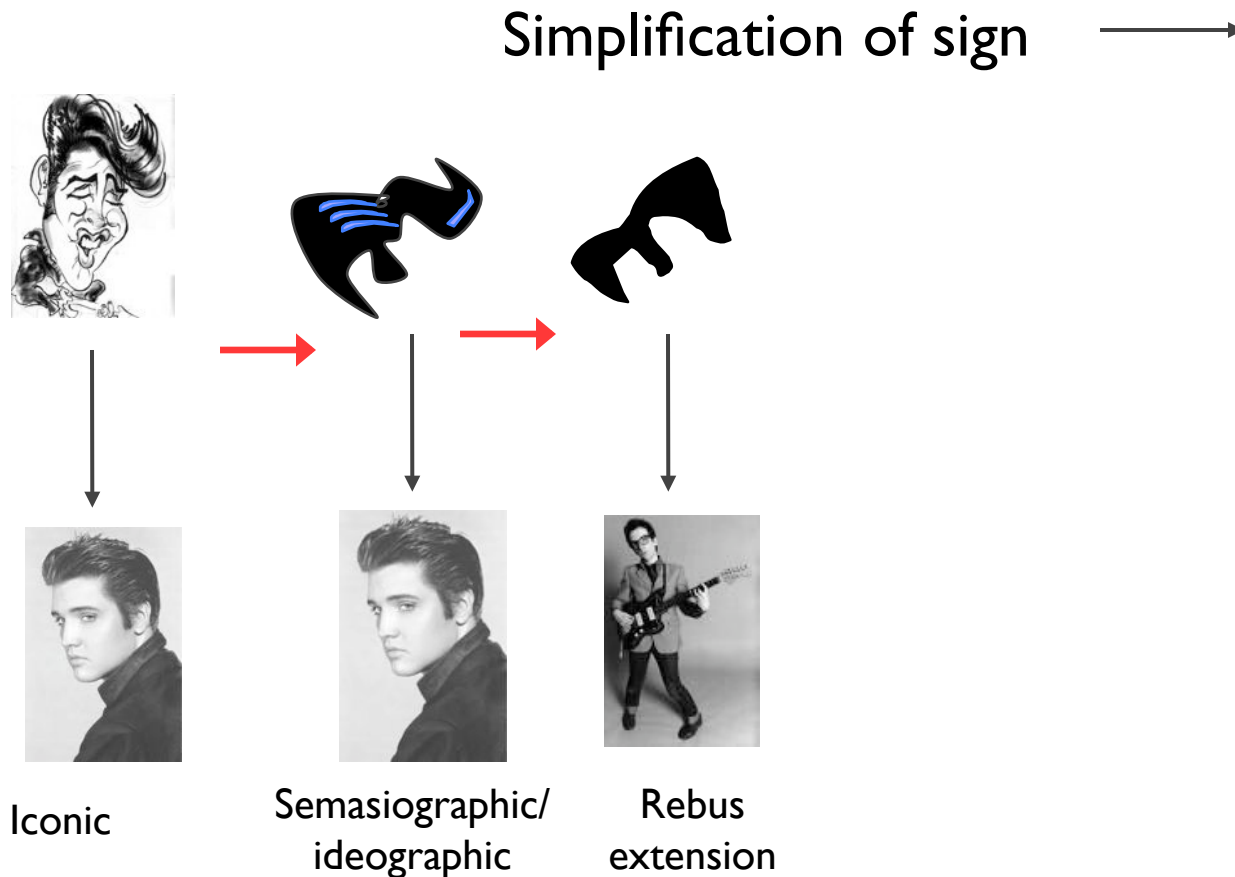 Simplification of sign
Iconic
Semasiographic/
ideographic
Rebus
extension